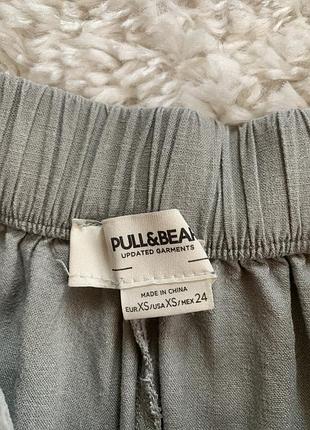 PULL&BEAR
UPDATED GARMENTS
MADE IN CHINA
EUR XS/USA XS/MEX 24